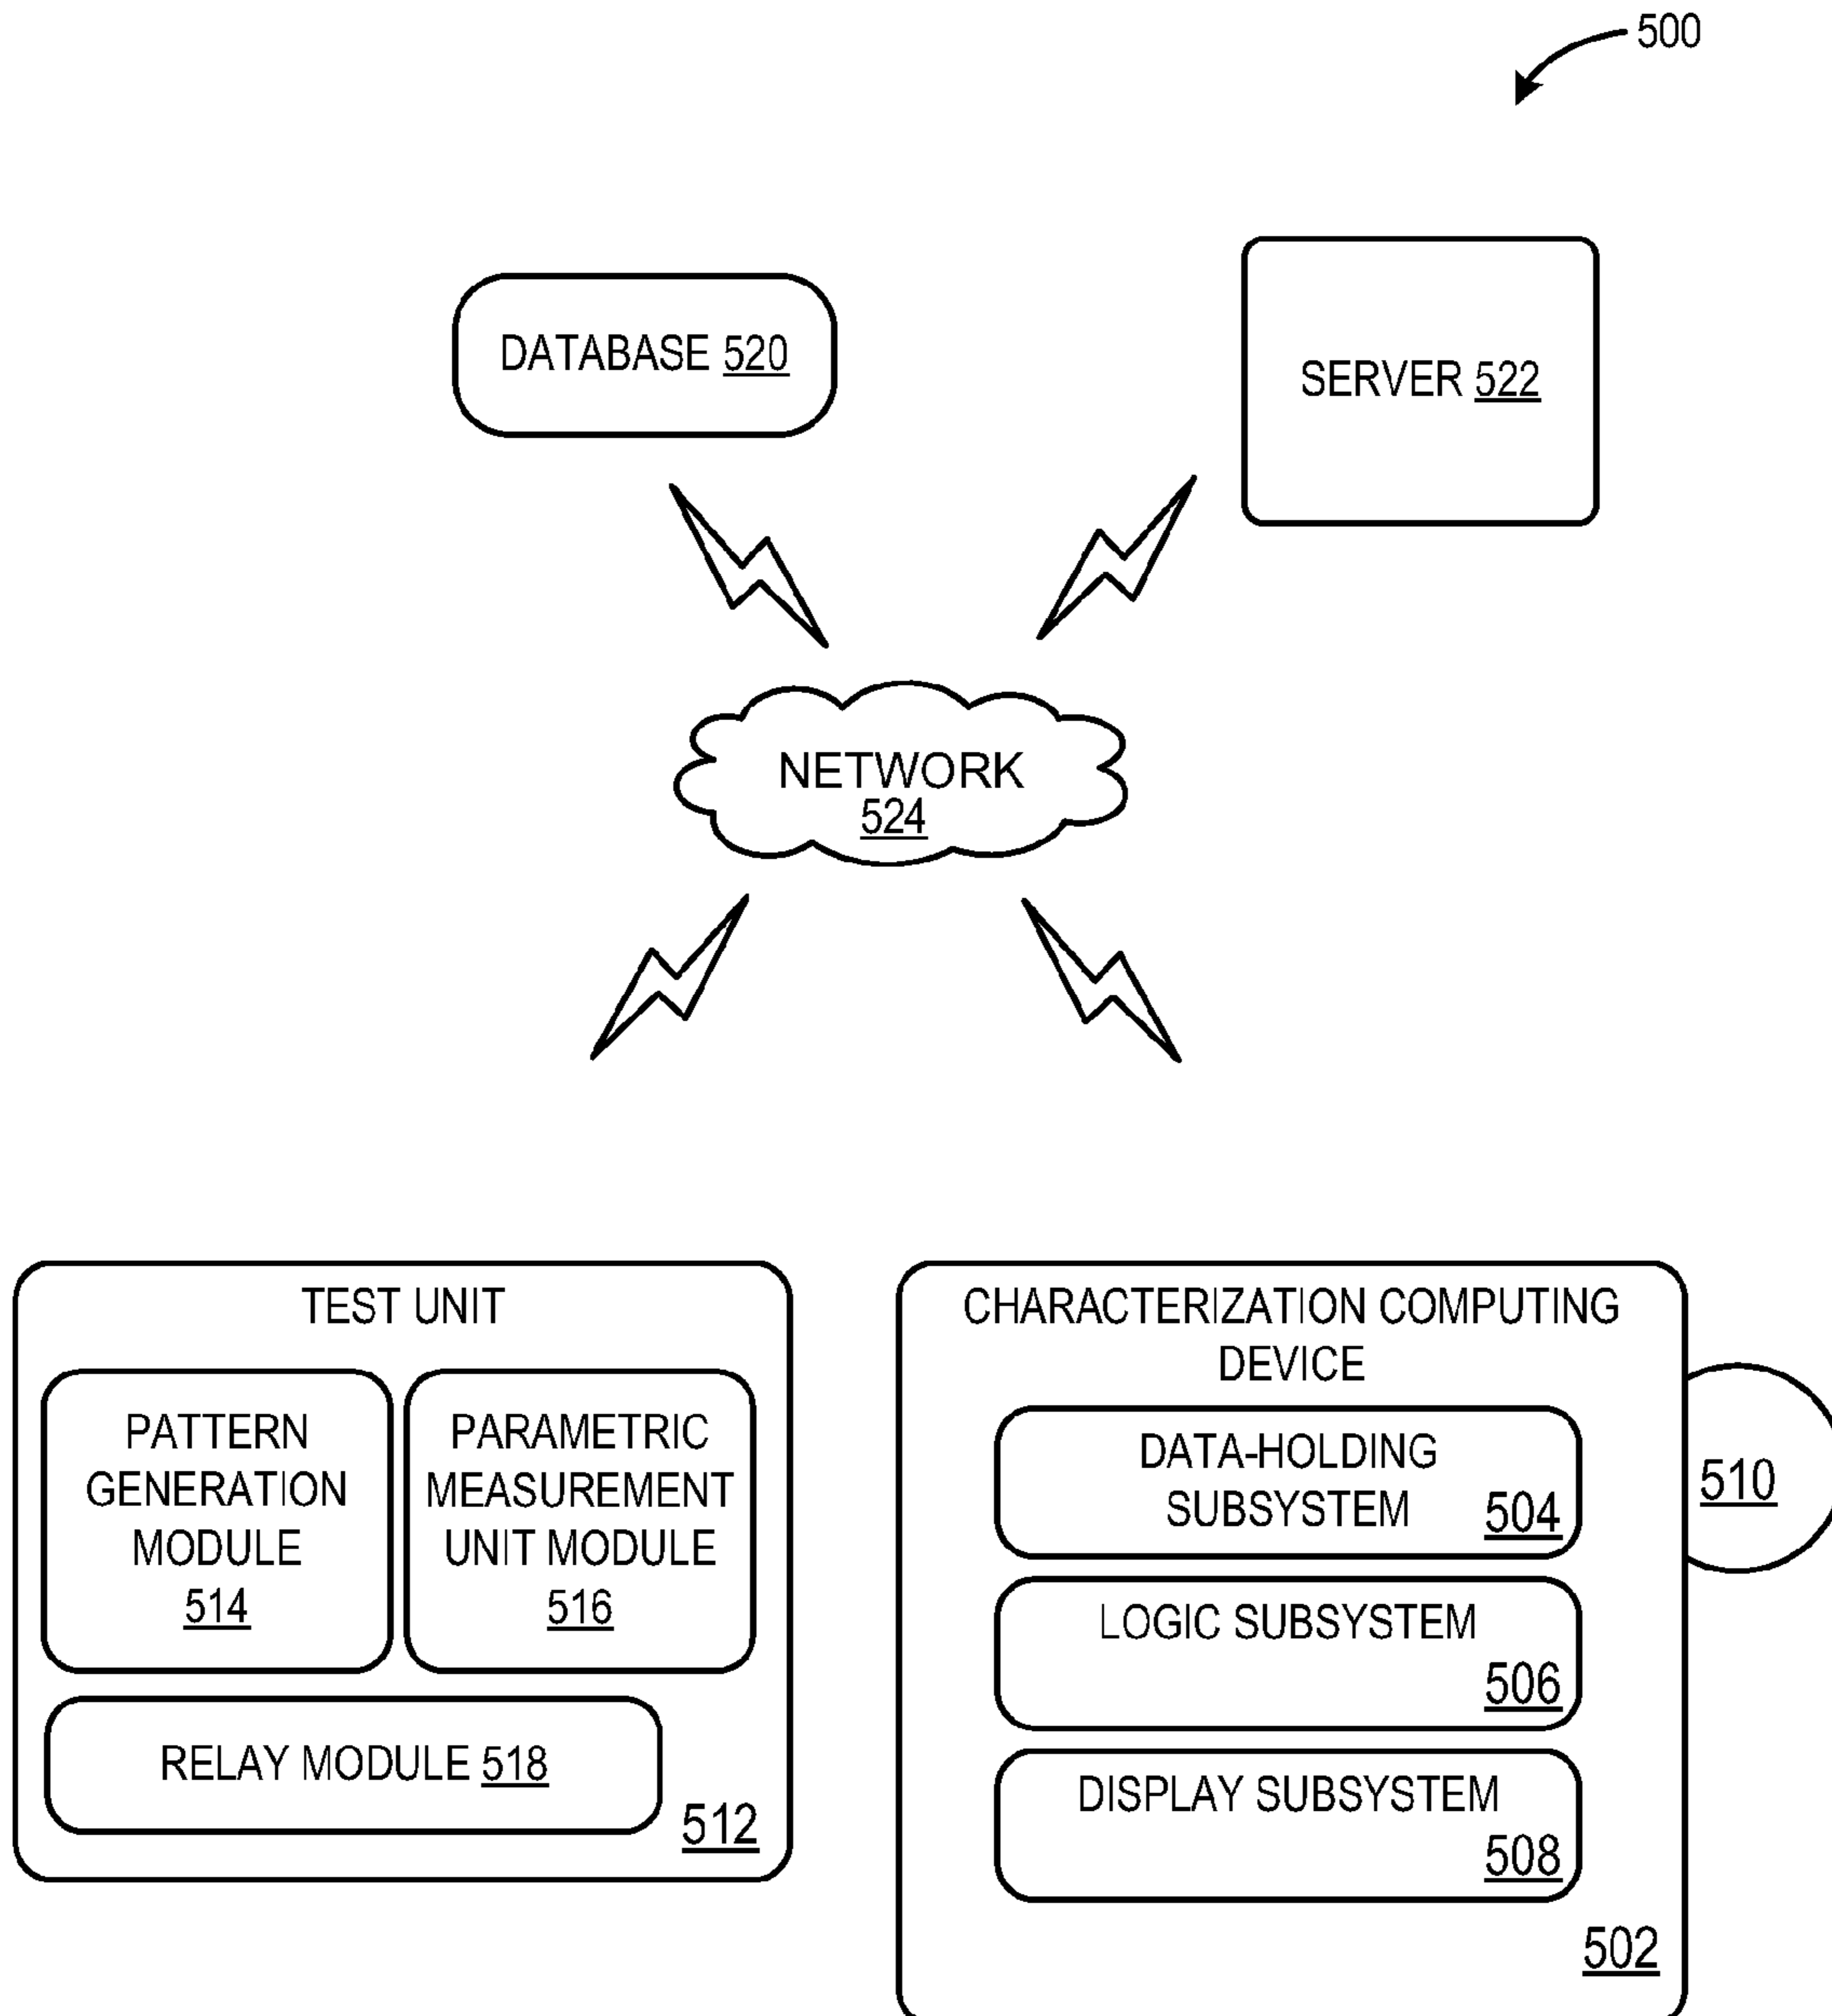 500
DATABASE 520
SERVER 522
NETWORK
524
TEST UNIT
PATTERN
GENERATION
MODULE
514
PARAMETRIC
MEASUREMENT
UNIT MODULE
516
RELAY MODULE 518
512
CHARACTERIZATION COMPUTING
DEVICE
DATA-HOLDING
SUBSYSTEM
504
LOGIC SUBSYSTEM
506
DISPLAY SUBSYSTEM
508
502
510